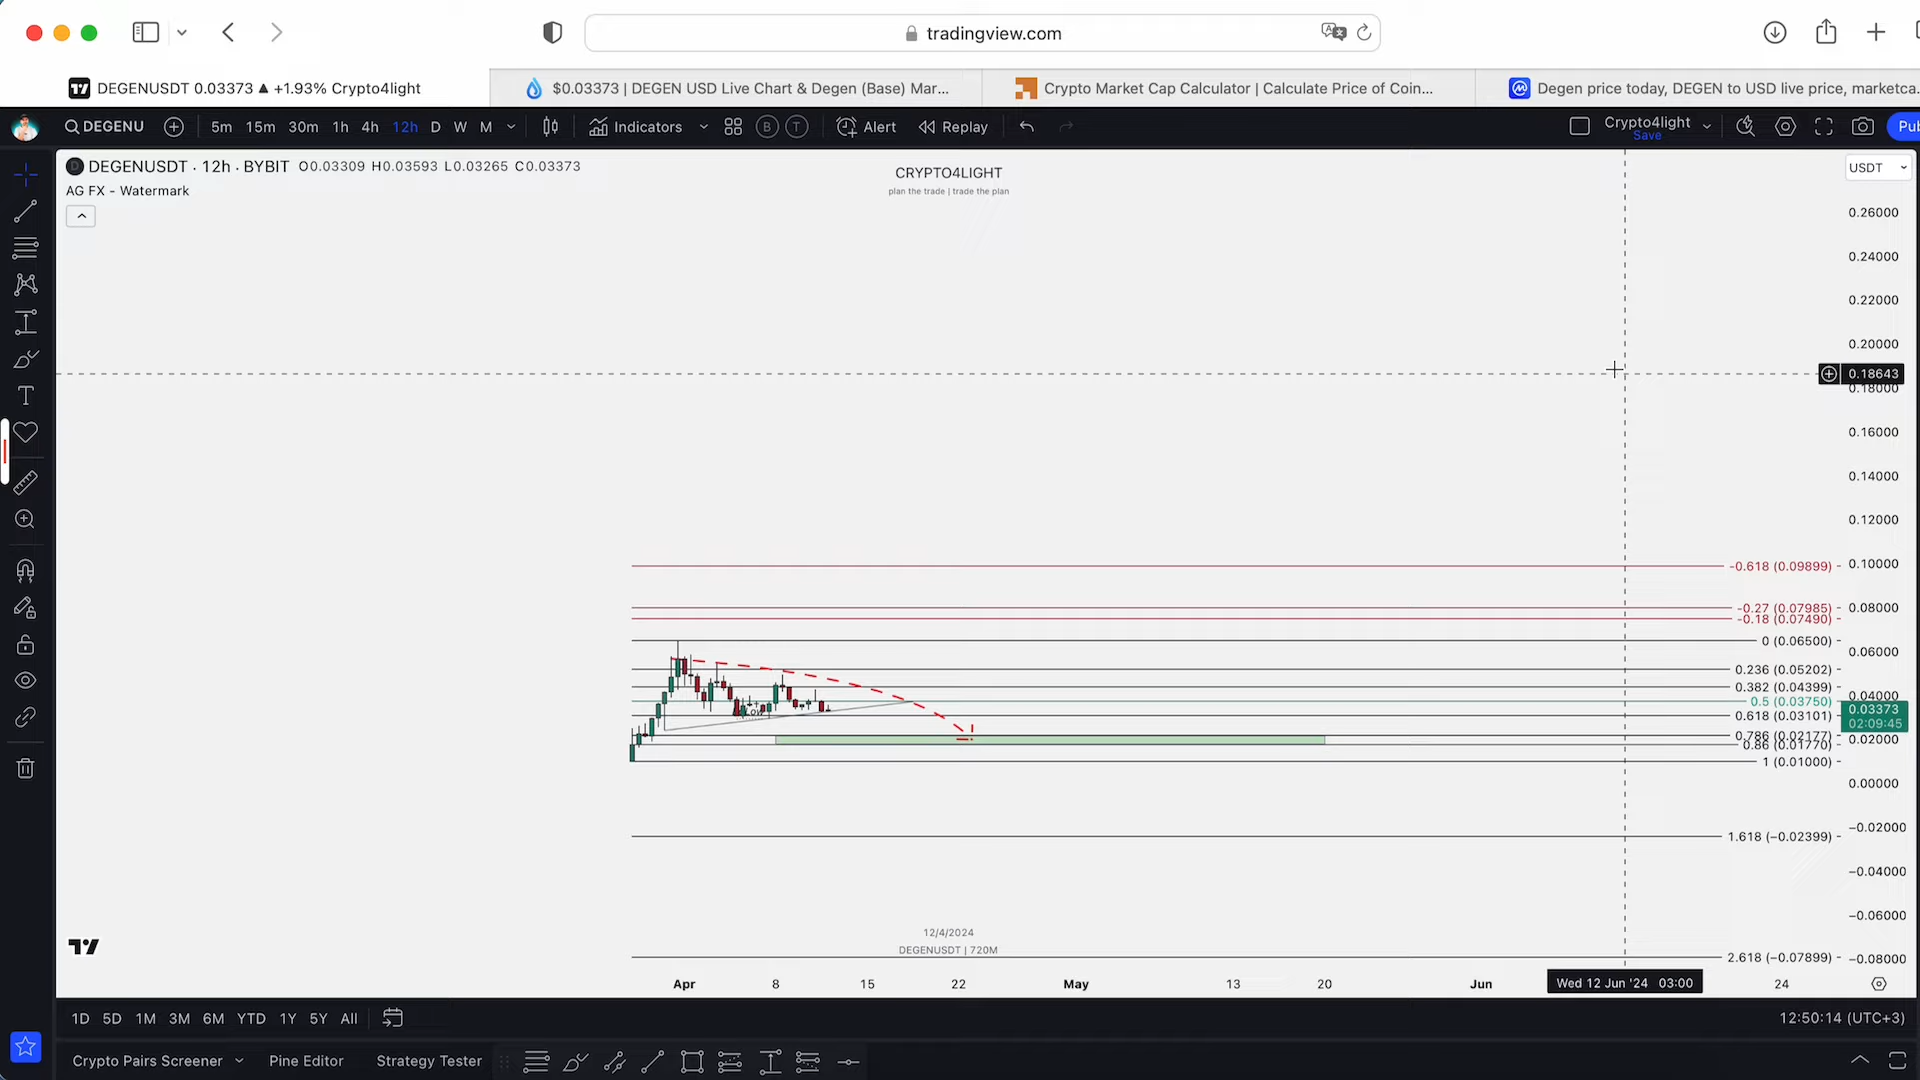 tradingview.com
DEGENUSDT 0.03373 ▲ +1.93% Crypto4light
$0.03373 | DEGEN USD Live Chart & Degen (Base) Mar...
Crypto Market Cap Calculator | Calculate Price of Coin...
Degen price today, DEGEN to USD live price, marketca...
DEGENU
5m 15m 30m 1h 4h 12h D W M
Indicators
B
T
Alert
Replay
Crypto4light
Save
Pub
DEGENUSDT · 12h · BYBIT O0.03309 H0.03593 L0.03265 C0.03373
AG FX - Watermark
CRYPTO4LIGHT
plan the trade | trade the plan
USDT
0.26000
0.24000
0.22000
0.20000
0.18643
0.18000
0.16000
0.14000
0.12000
-0.618 (0.09899)
0.10000
-0.27 (0.07985)
0.08000
-0.18 (0.07490)
0 (0.06500)
0.06000
0.236 (0.05202)
0.382 (0.04399)
0.04000
0.5 (0.03750)
0.618 (0.03101)
0.03373
02:09:45
0.786 (0.02177)
0.02000
0.86 (0.01770)
1 (0.01000)
0.00000
1.618 (−0.02399)
−0.02000
−0.04000
−0.06000
2.618 (−0.07899)
−0.08000
12/4/2024
DEGENUSDT | 720M
Apr 8 15 22 May 13 20 Jun Wed 12 Jun '24 03:00 24
1D 5D 1M 3M 6M YTD 1Y 5Y All
12:50:14 (UTC+3)
Crypto Pairs Screener Pine Editor Strategy Tester